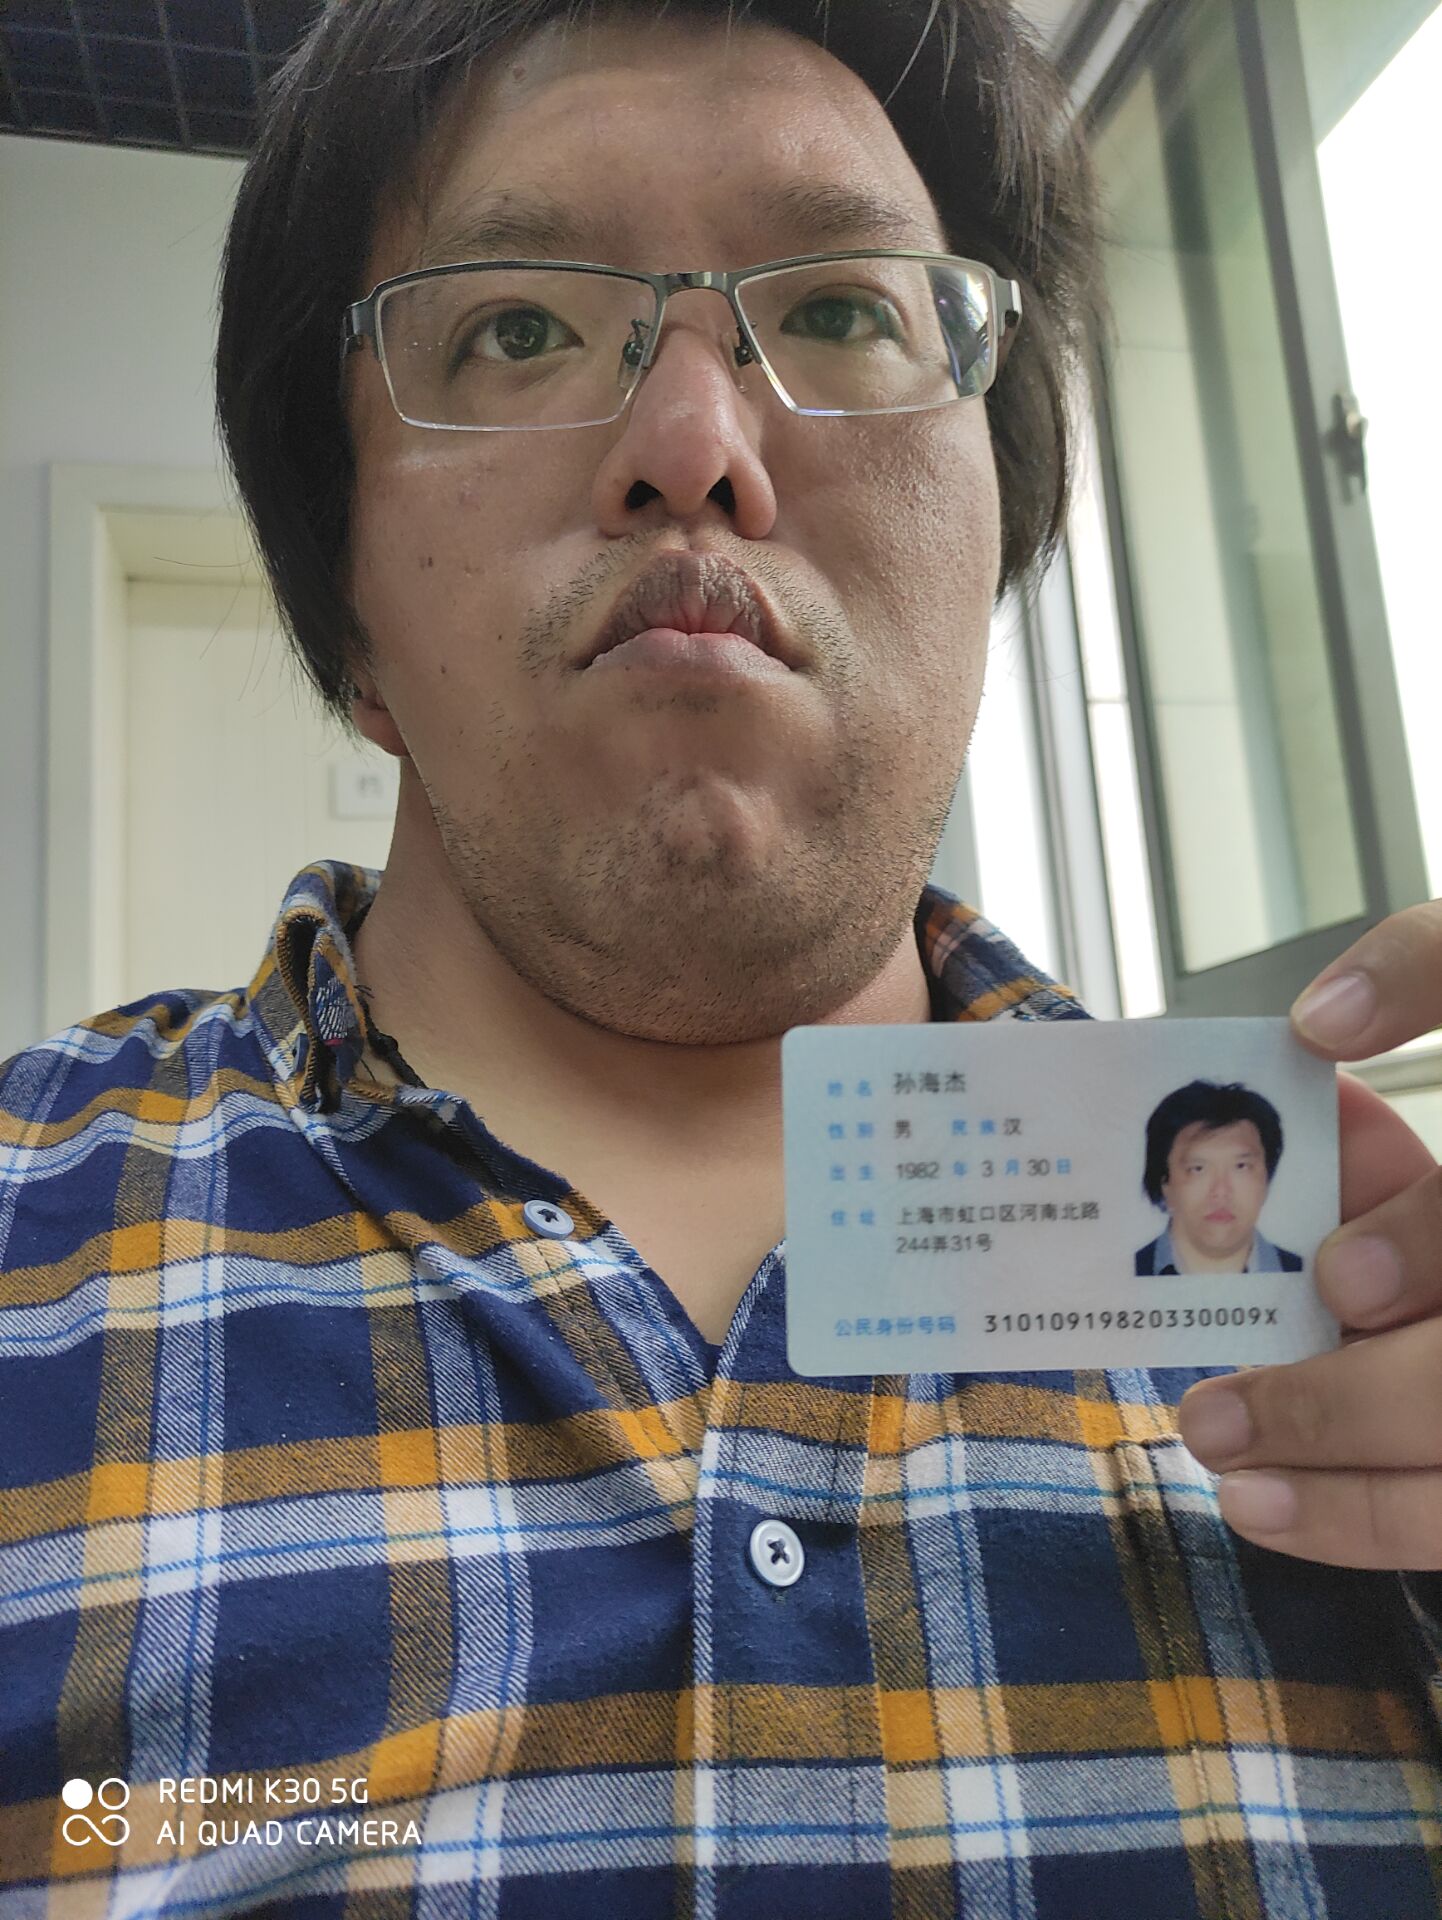 姓名 孙海杰
性别 男 民族 汉
出生 1982 年 3 月 30 日
住址 上海市虹口区河南北路
244弄31号
公民身份号码 31010919820330009X
REDMI K30 5G
AI QUAD CAMERA